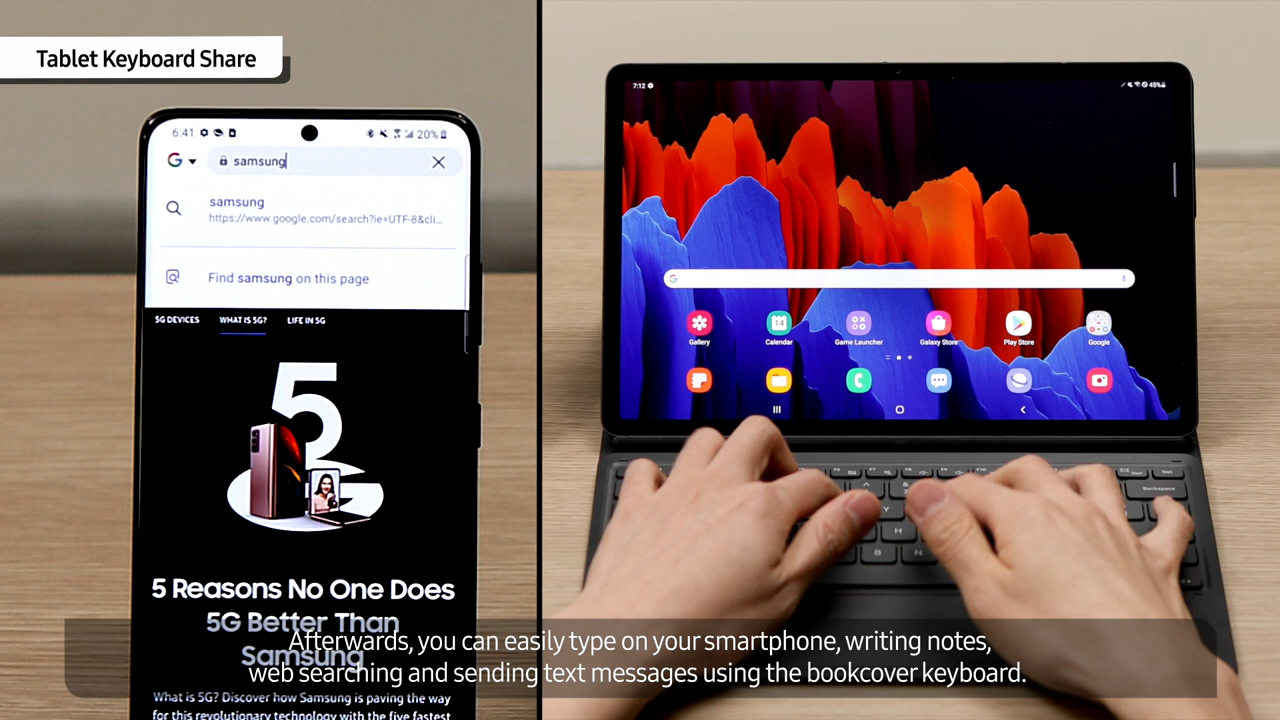 Tablet Keyboard Share
6:41
20%
samsung
samsung
https://www.google.com/search?ie=UTF-8&cli...
Find samsung on this page
5G DEVICES
WHAT IS 5G?
LIFE IN 5G
5
5 Reasons No One Does
5G Better Than
Samsung
What is 5G? Discover how Samsung is paving the way
for this revolutionary technology with the five fastest
7:12
45%
G
14
Gallery
Calendar
Game Launcher
Galaxy Store
Play Store
Google
Backspace
Y
H
B
N
Afterwards, you can easily type on your smartphone, writing notes,
web searching and sending text messages using the bookcover keyboard.